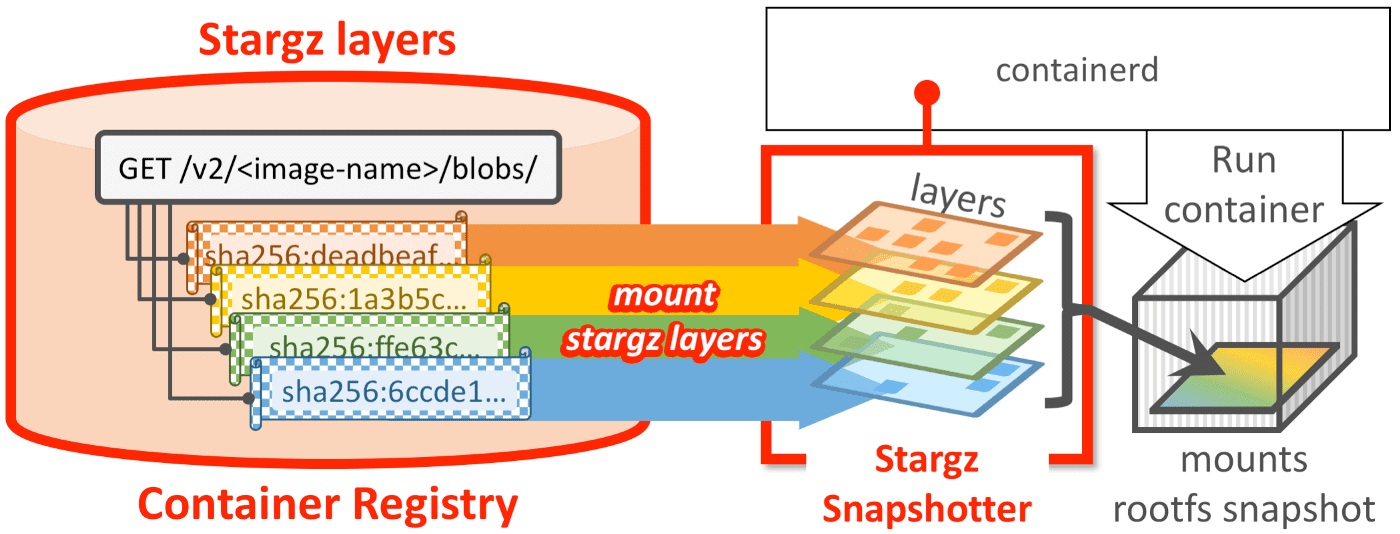 Stargz layers
GET /v2/<image-name>/blobs/
sha256:deadbeaf...
sha256:1a3b5c...
sha256:ffe63c...
sha256:6ccde1...
Container Registry
mount
stargz layers
containerd
layers
Stargz
Snapshotter
Run
container
mounts
rootfs snapshot